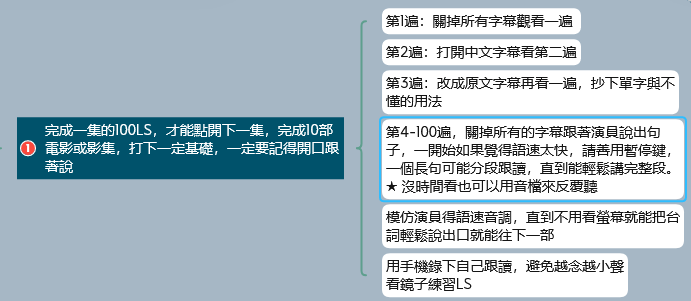 ①
完成一集的100LS，才能點開下一集，完成10部
電影或影集，打下一定基礎，一定要記得開口跟
著說
第1遍：關掉所有字幕觀看一遍
第2遍：打開中文字幕看第二遍
第3遍：改成原文字幕再看一遍，抄下單字與不
懂的用法
第4-100遍，關掉所有的字幕跟著演員說出句
子，一開始如果覺得語速太快，請善用暫停鍵，
一個長句可能分段跟讀，直到能輕鬆講完整段。
★ 沒時間看也可以用音檔來反覆聽
模仿演員得語速音調，直到不用看螢幕就能把台
詞輕鬆說出口就能往下一部
用手機錄下自己跟讀，避免越念越小聲
看鏡子練習LS